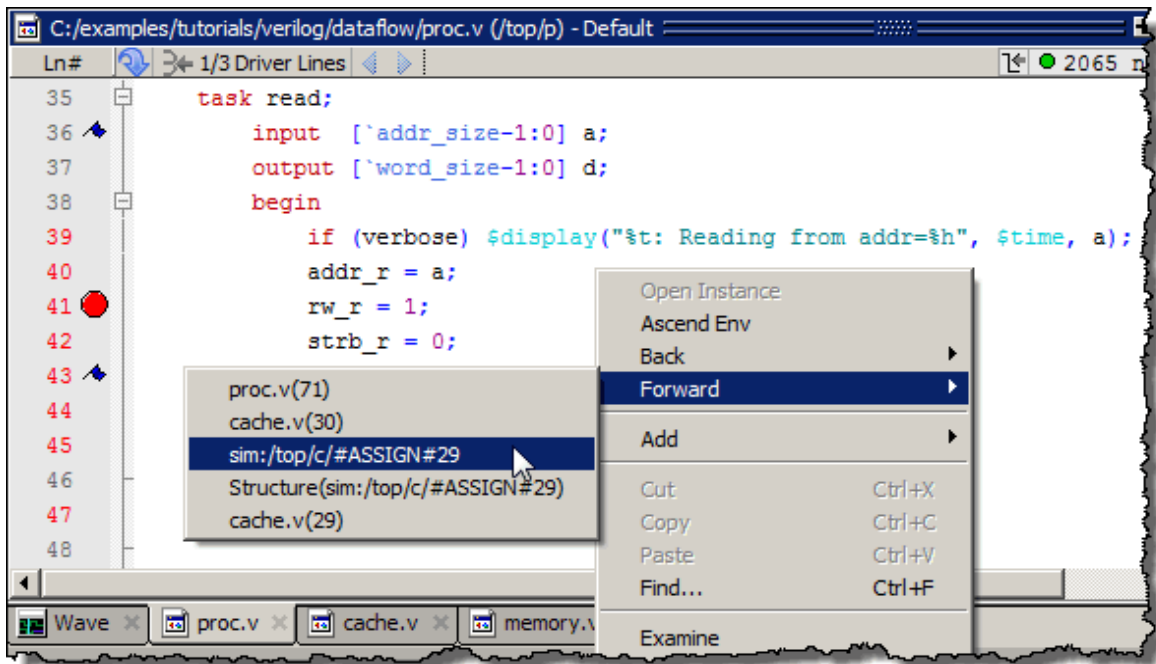 C:/examples/tutorials/verilog/dataflow/proc.v (/top/p) - Default
Ln# 1/3 Driver Lines 2065 n
35 task read;
36 input [`addr_size-1:0] a;
37 output [`word_size-1:0] d;
38 begin
39 if (verbose) $display("%t: Reading from addr=%h", $time, a);
40 addr_r = a;
41 rw_r = 1;
42 strb_r = 0;
43
44
45
46
47
48
Open Instance
Ascend Env
Back
Forward
Add
Cut Ctrl+X
Copy Ctrl+C
Paste Ctrl+V
Find... Ctrl+F
Examine
proc.v(71)
cache.v(30)
sim:/top/c/#ASSIGN#29
Structure(sim:/top/c/#ASSIGN#29)
cache.v(29)
Wave proc.v cache.v memory.v